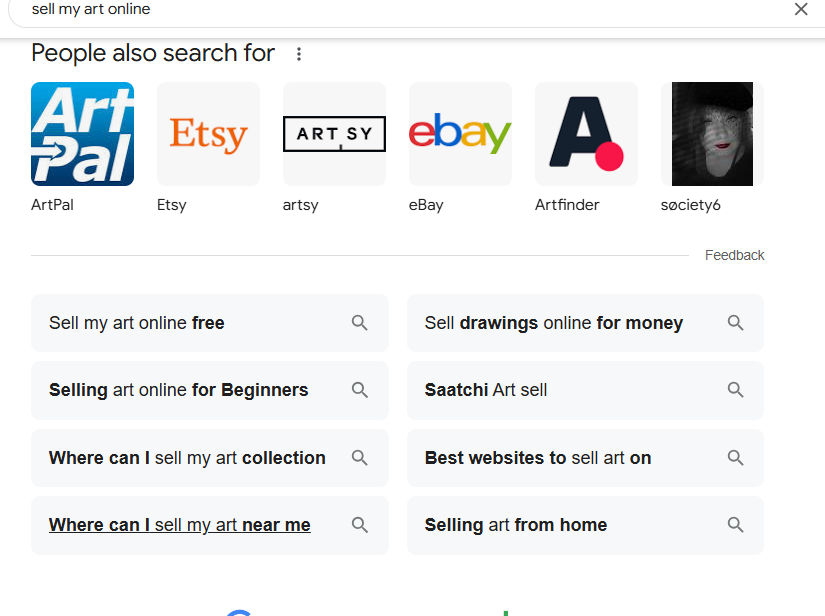 sell my art online
People also search for
Art
Pal
Etsy
ARTSY
ebay
A
ArtPal
Etsy
artsy
eBay
Artfinder
søciety6
Feedback
Sell my art online free
Sell drawings online for money
Selling art online for Beginners
Saatchi Art sell
Where can I sell my art collection
Best websites to sell art on
Where can I sell my art near me
Selling art from home